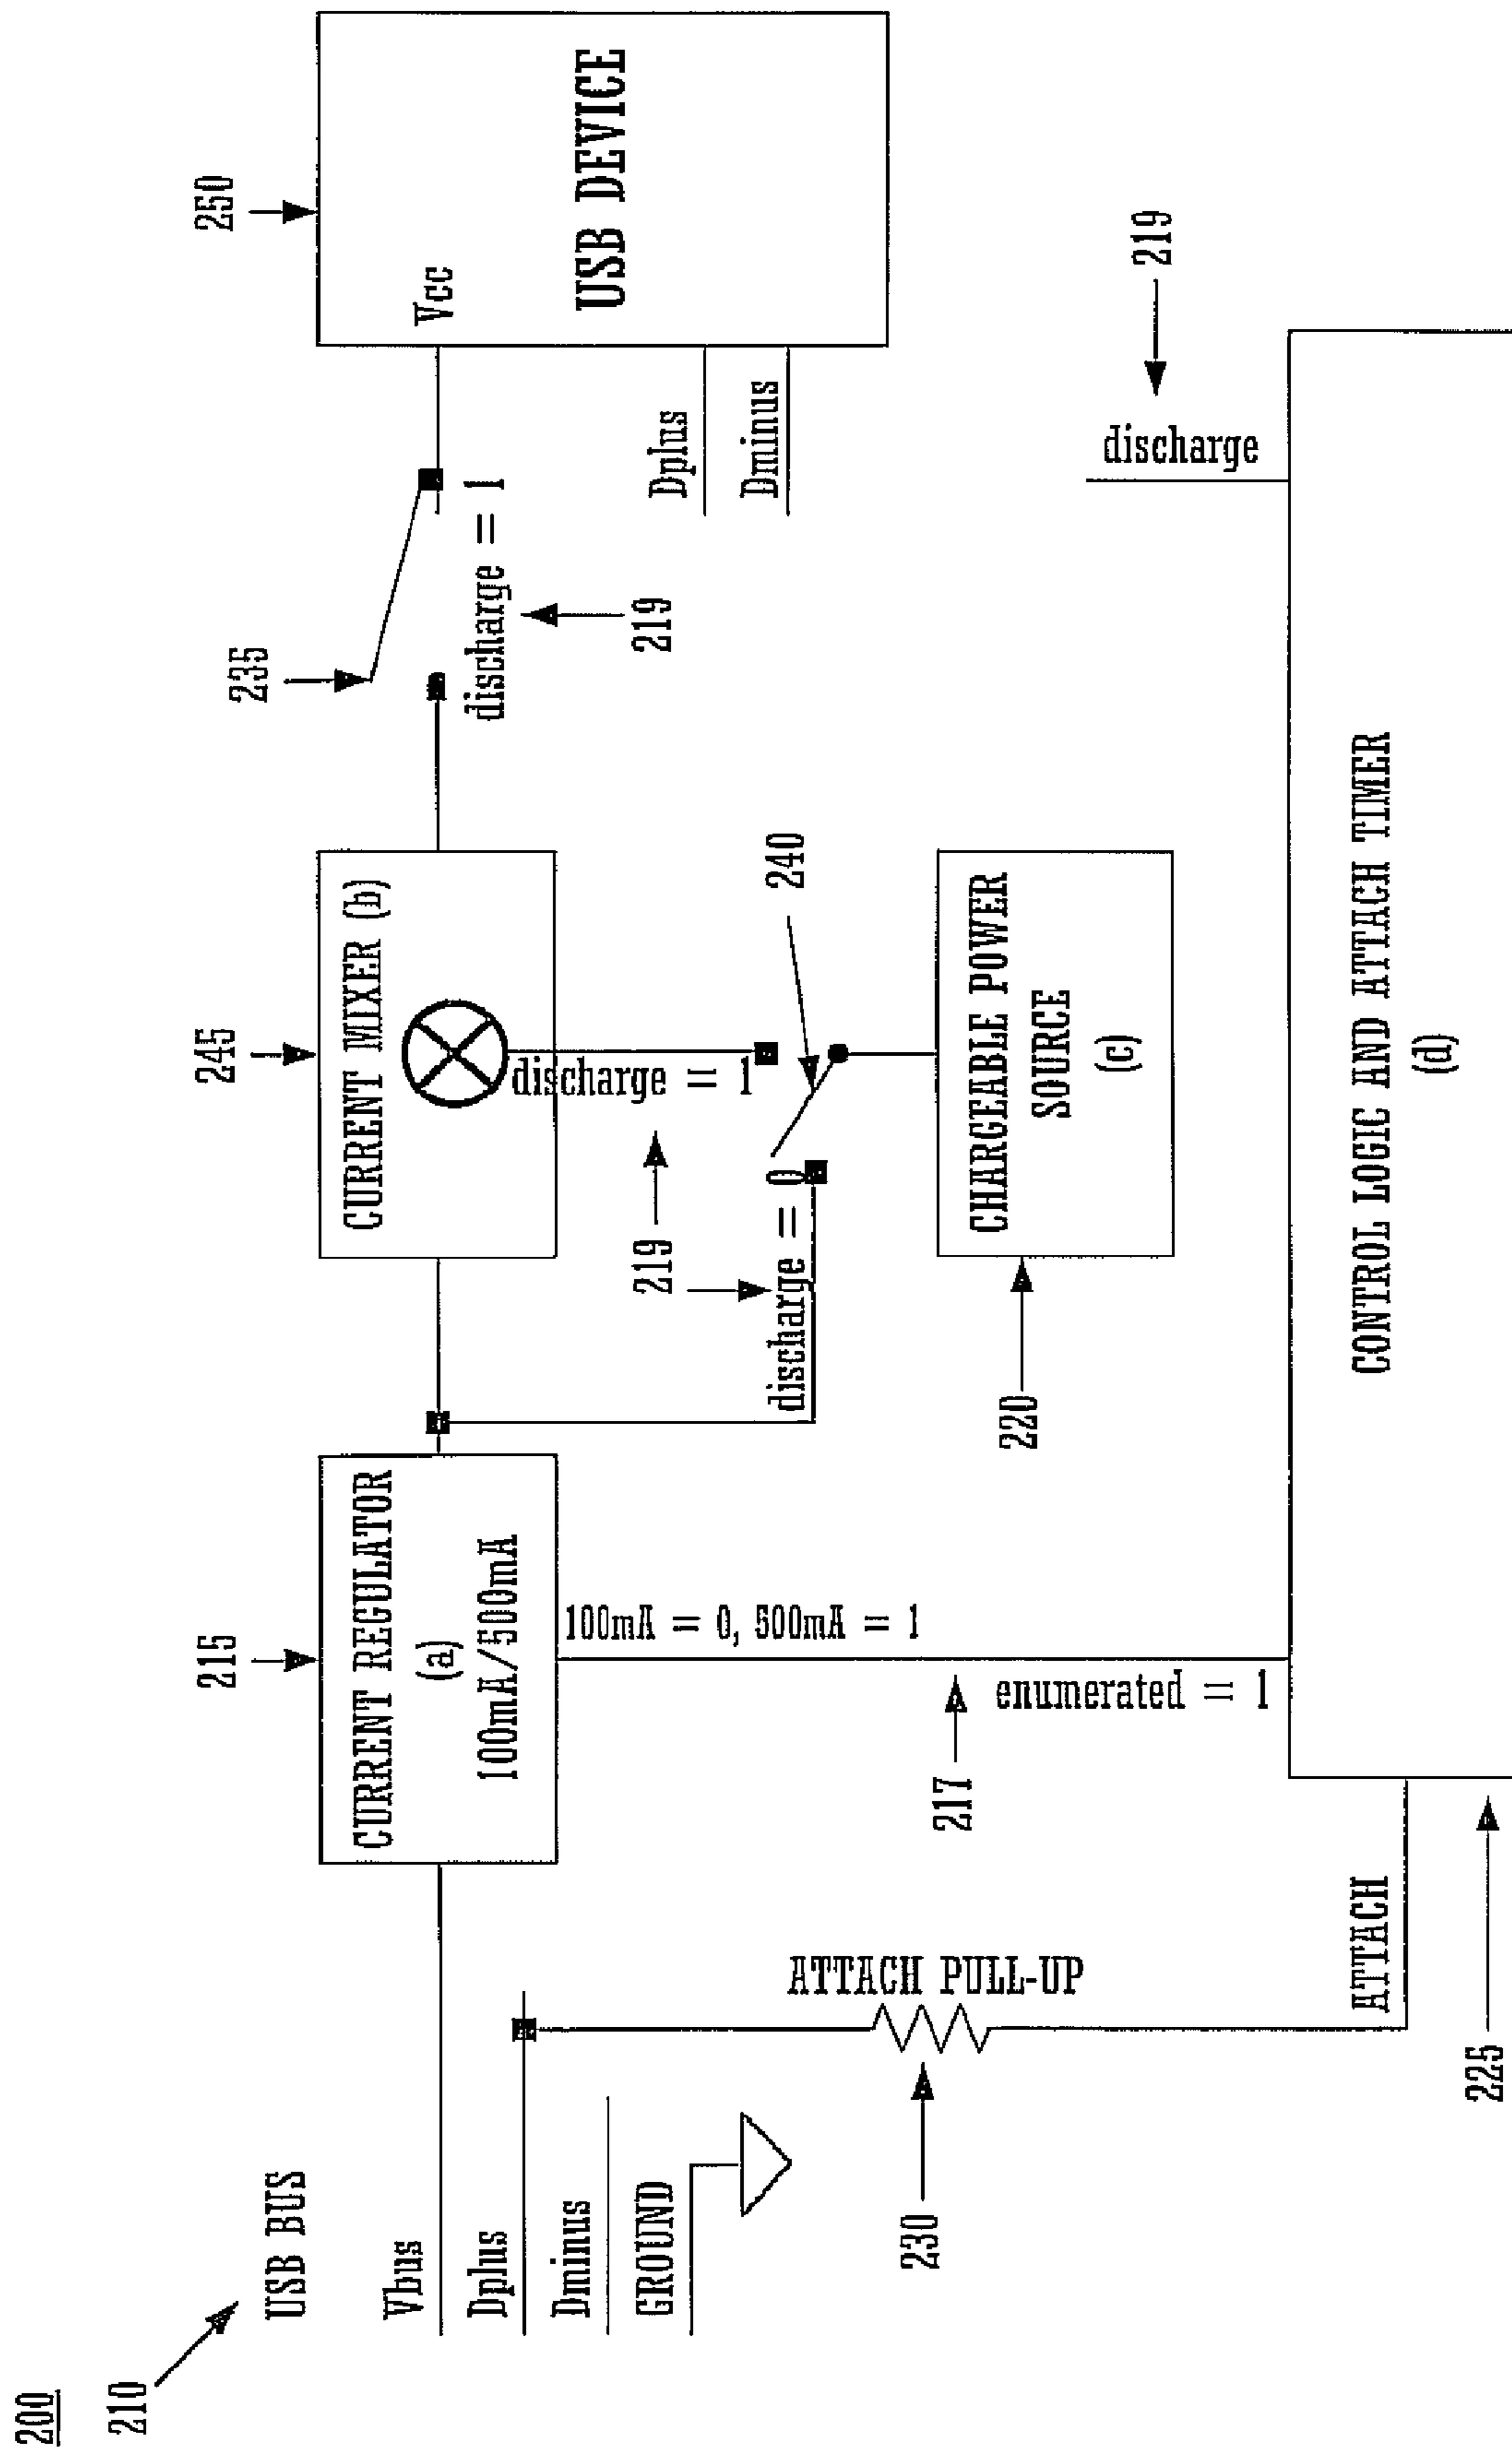 200
210
USB BUS
Vbus
Dplus
Dminus
GROUND
215
CURRENT REGULATOR
(a)
100mA/500mA
100mA = 0, 500mA = 1
217
enumerated = 1
ATTACH PULL-UP
230
ATTACH
225
245
CURRENT MIXER (b)
discharge = 1
219
discharge = 0
240
220
CHARGEABLE POWER
SOURCE
(c)
235
discharge = 1
219
250
Vcc
USB DEVICE
Dplus
Dminus
219
discharge
CONTROL LOGIC AND ATTACH TIMER
(d)